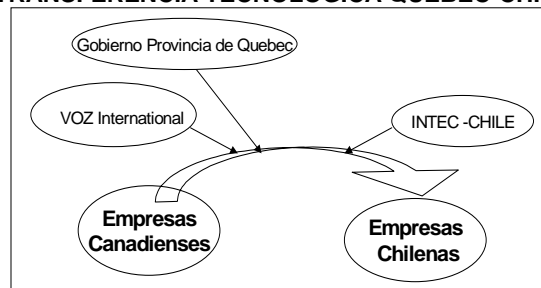 TRANSFERENCIA TECNOLOGICA QUEBEC-CHI
Gobierno Provincia de Quebec
VOZ International
INTEC -CHILE
Empresas
Canadienses
Empresas
Chilenas